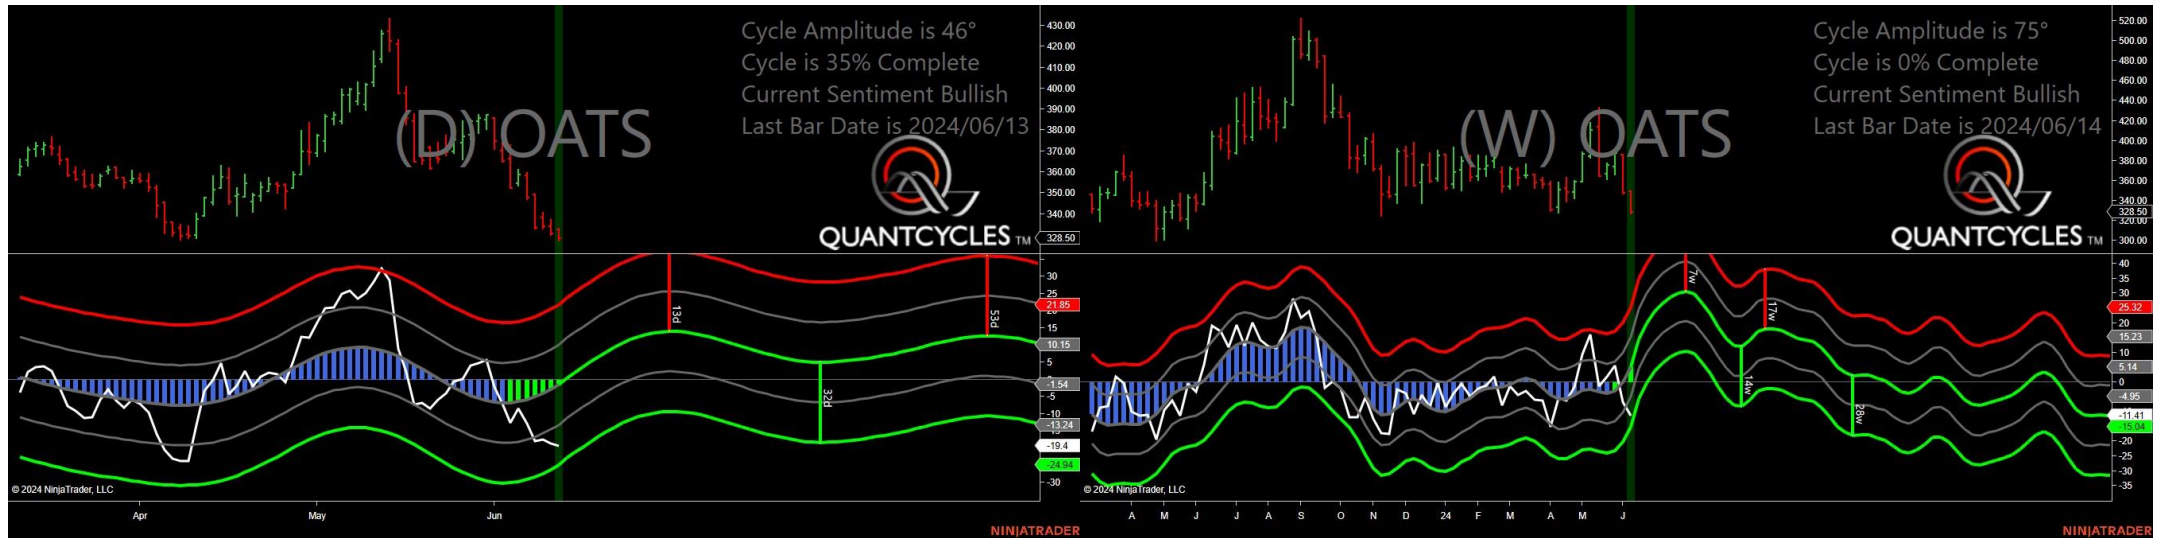 Cycle Amplitude is 46°
Cycle is 35% Complete
Current Sentiment Bullish
Last Bar Date is 2024/06/13
(D) OATS
QUANTCYCLES TM
430.00
420.00
410.00
400.00
390.00
380.00
370.00
360.00
350.00
340.00
328.50
30
21.85
15
10.15
5
-1.54
-5
-10
-13.24
-19.4
-24.94
-30
13d
32d
53d
© 2024 NinjaTrader, LLC
Apr May Jun
NINJATRADER
Cycle Amplitude is 75°
Cycle is 0% Complete
Current Sentiment Bullish
Last Bar Date is 2024/06/14
(W) OATS
QUANTCYCLES TM
520.00
500.00
480.00
460.00
440.00
420.00
400.00
380.00
360.00
340.00
328.50
320.00
300.00
40
35
30
25.32
20
15.23
10
5.14
0
-4.95
-11.41
-15.04
-20
-25
-30
-35
7w
14w
17w
28w
© 2024 NinjaTrader, LLC
A M J J A S O N D 24 F M A M J
NINJATRADER